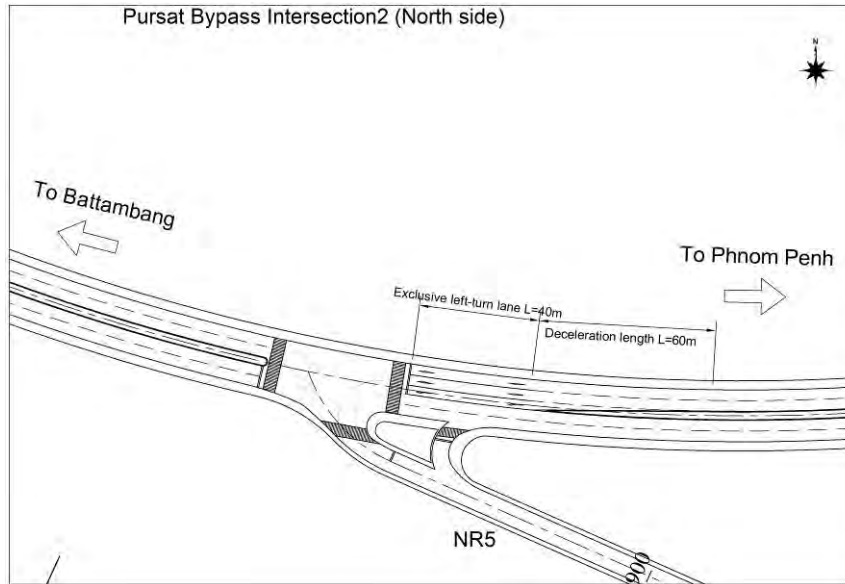 Pursat Bypass Intersection2 (North side)
N
To Battambang
To Phnom Penh
Exclusive left-turn lane L=40m
Deceleration length L=60m
NR5
900